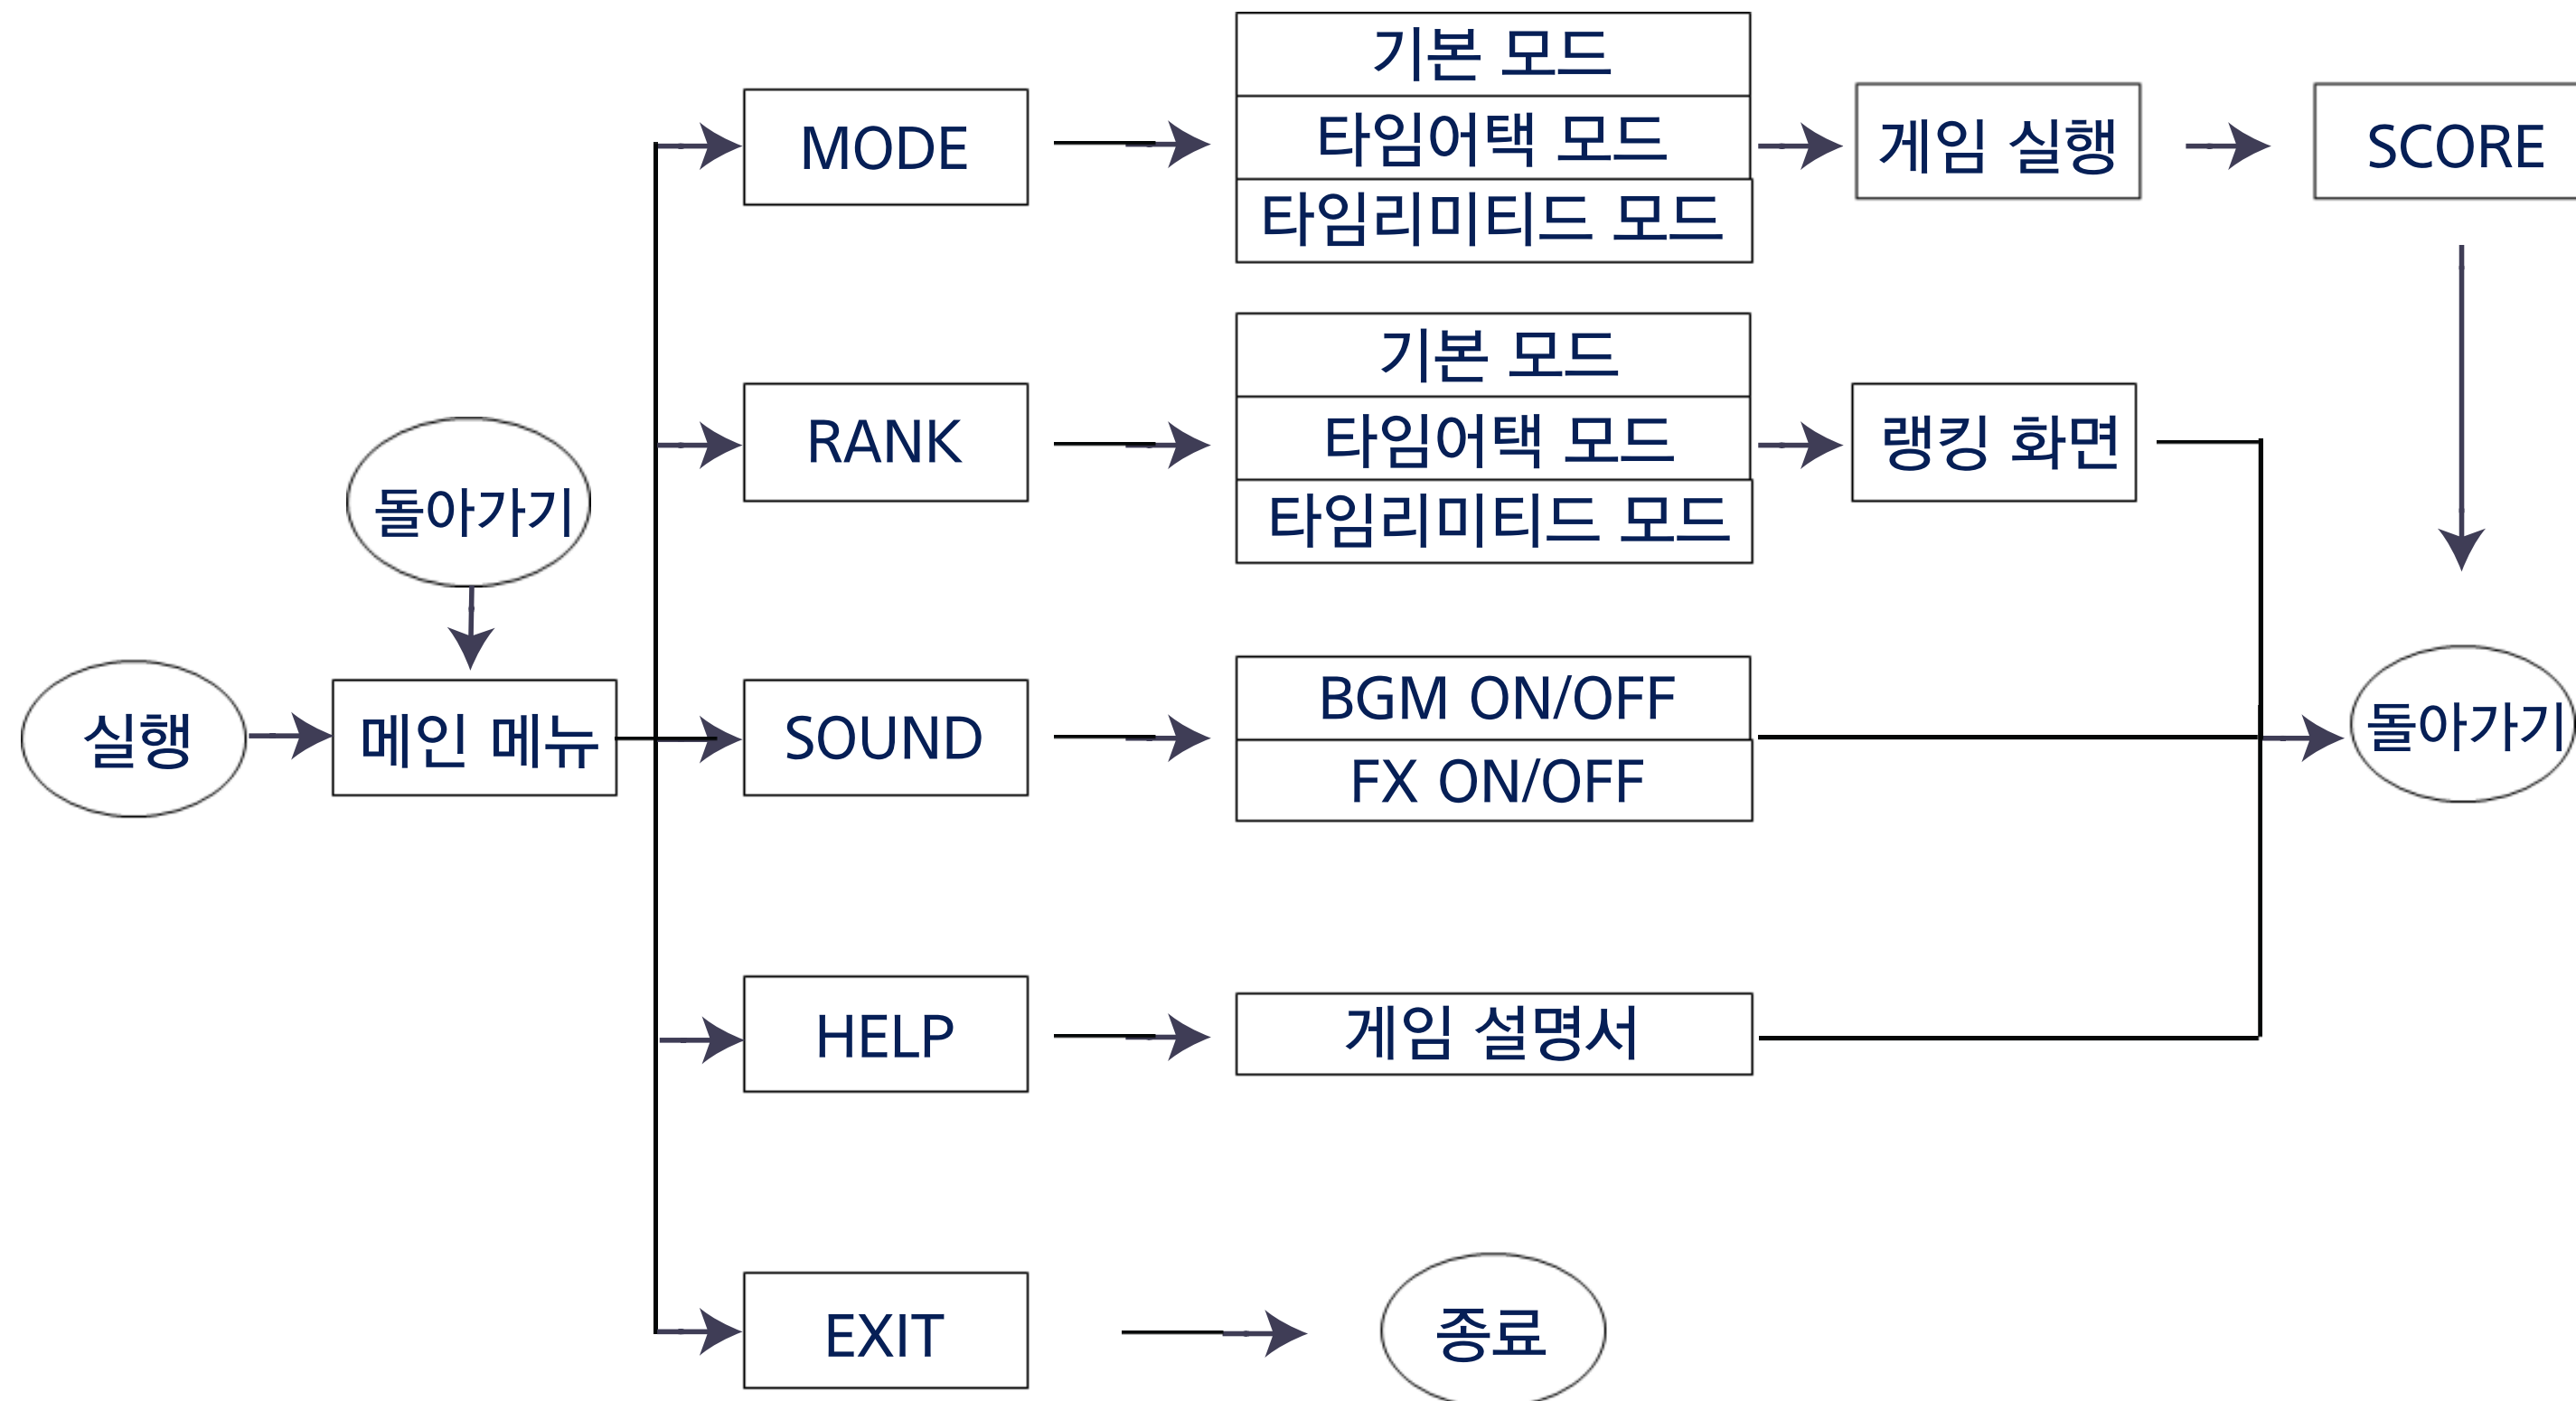 기본 모드
MODE
타임어택 모드
게임 실행
SCORE
타임리미티드 모드
기본 모드
RANK
타임어택 모드
랭킹 화면
타임리미티드 모드
돌아가기
실행
메인 메뉴
SOUND
BGM ON/OFF
FX ON/OFF
돌아가기
HELP
게임 설명서
EXIT
종료